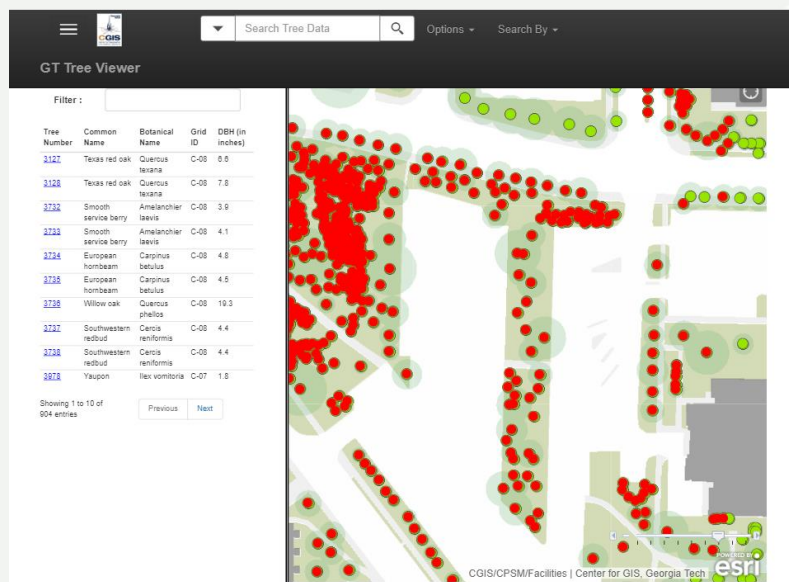 CGIS
Search Tree Data
Options
Search By
GT Tree Viewer
Filter :
Tree Number Common Name Botanical Name Grid ID DBH (in inches)
3127 Texas red oak Quercus texana C-08 6.6
3128 Texas red oak Quercus texana C-08 7.8
3732 Smooth service berry Amelanchier laevis C-08 3.9
3733 Smooth service berry Amelanchier laevis C-08 4.1
3734 European hornbeam Carpinus betulus C-08 4.8
3735 European hornbeam Carpinus betulus C-08 4.5
3736 Willow oak Quercus phellos C-08 19.3
3737 Southwestern redbud Cercis reniformis C-08 4.4
3738 Southwestern redbud Cercis reniformis C-08 4.4
3978 Yaupon Ilex vomitoria C-07 1.8
Showing 1 to 10 of
904 entries
Previous Next
CGIS/CPSM/Facilities | Center for GIS, Georgia Tech
POWERED BY
esri